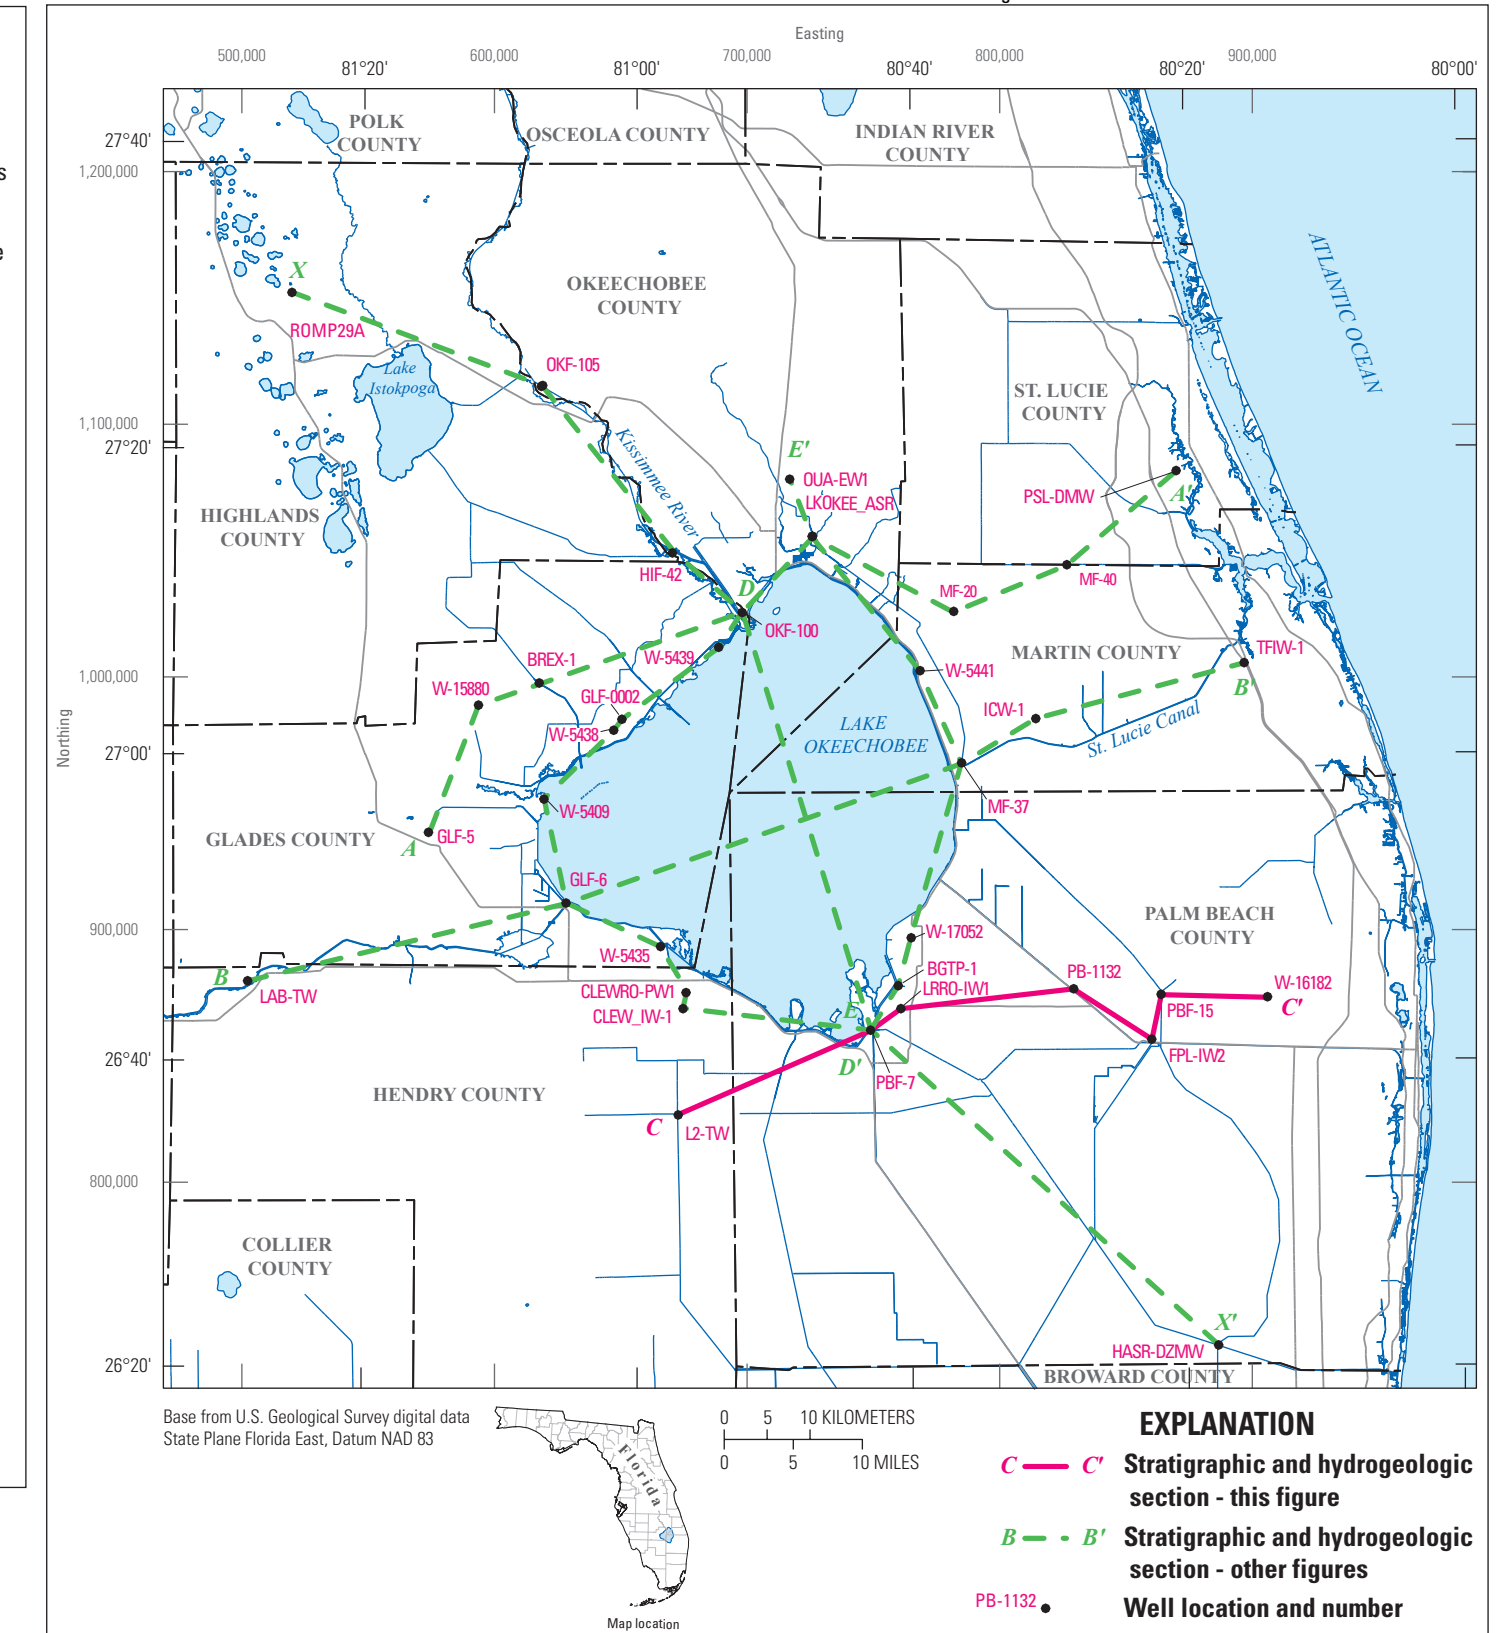 Easting
500,000
600,000
700,000
800,000
900,000
81°20'
81°00'
80°40'
80°20'
80°00'
27°40'
1,200,000
1,100,000
27°20'
1,000,000
27°00'
900,000
26°40'
800,000
26°20'
Northing
s
e
POLK
COUNTY
OSCEOLA COUNTY
INDIAN RIVER
COUNTY
ATLANTIC OCEAN
X
ROMP29A
OKEECHOBEE
COUNTY
Lake
Istokpoga
OKF-105
ST. LUCIE
COUNTY
Kissimmee River
E'
OUA-EW1
LKOKEE_ASR
PSL-DMW
A'
HIGHLANDS
COUNTY
HIF-42
D
MF-20
MF-40
OKF-100
BREX-1
W-5439
W-5441
MARTIN COUNTY
TFIW-1
B'
W-15880
GLF-0002
W-5438
ICW-1
St. Lucie Canal
LAKE
OKEECHOBEE
W-5409
MF-37
GLADES COUNTY
GLF-5
A
GLF-6
PALM BEACH
COUNTY
W-17052
W-5435
B
LAB-TW
BGTP-1
PB-1132
CLEWRO-PW1
LRRO-IW1
W-16182
CLEW_IW-1
E
PBF-15
C'
FPL-IW2
D'
PBF-7
HENDRY COUNTY
C
L2-TW
COLLIER
COUNTY
X'
HASR-DZMW
BROWARD COUNTY
Base from U.S. Geological Survey digital data
State Plane Florida East, Datum NAD 83
Florida
Map location
0 5 10 KILOMETERS
0 5 10 MILES
EXPLANATION
C C' Stratigraphic and hydrogeologic
section - this figure
B B' Stratigraphic and hydrogeologic
section - other figures
PB-1132 Well location and number